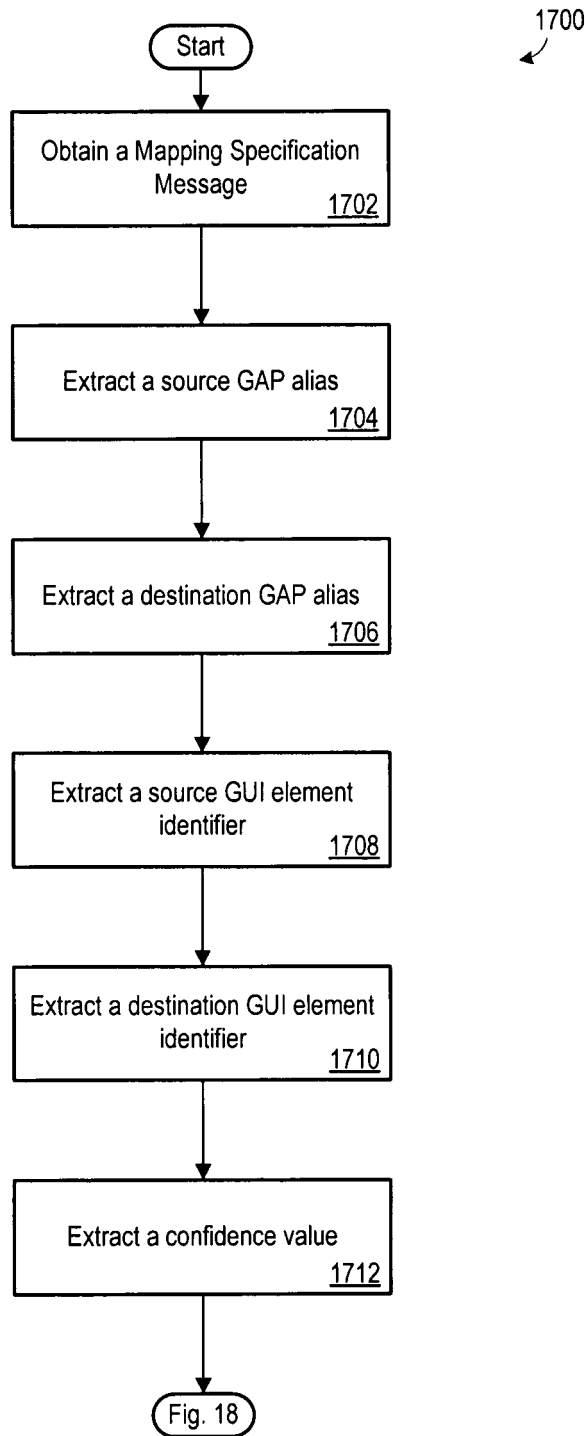 1700
Start
Obtain a Mapping Specification
Message
1702
Extract a source GAP alias
1704
Extract a destination GAP alias
1706
Extract a source GUI element
identifier
1708
Extract a destination GUI element
identifier
1710
Extract a confidence value
1712
Fig. 18